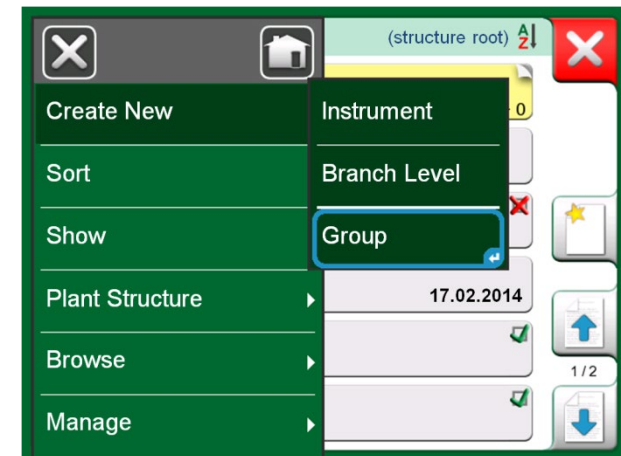 (structure root) A Z
Create New
Instrument
0
Sort
Branch Level
Show
Group
Plant Structure
17.02.2014
Browse
1 / 2
Manage